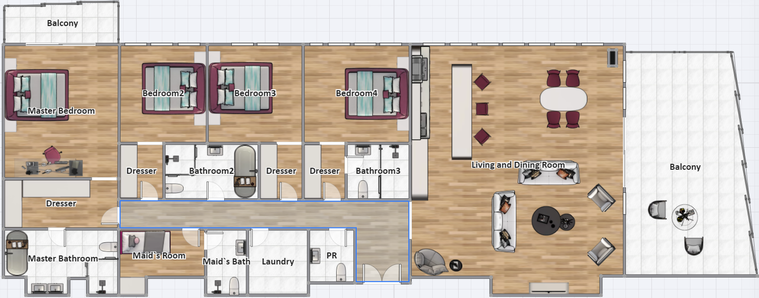 Balcony
Master Bedroom
Bedroom2
Bedroom3
Bedroom4
Living and Dining Room
Balcony
Dresser
Bathroom2
Dresser
Dresser
Bathroom3
Dresser
Master Bathroom
Maid`s Room
Maid`s Bath
Laundry
PR